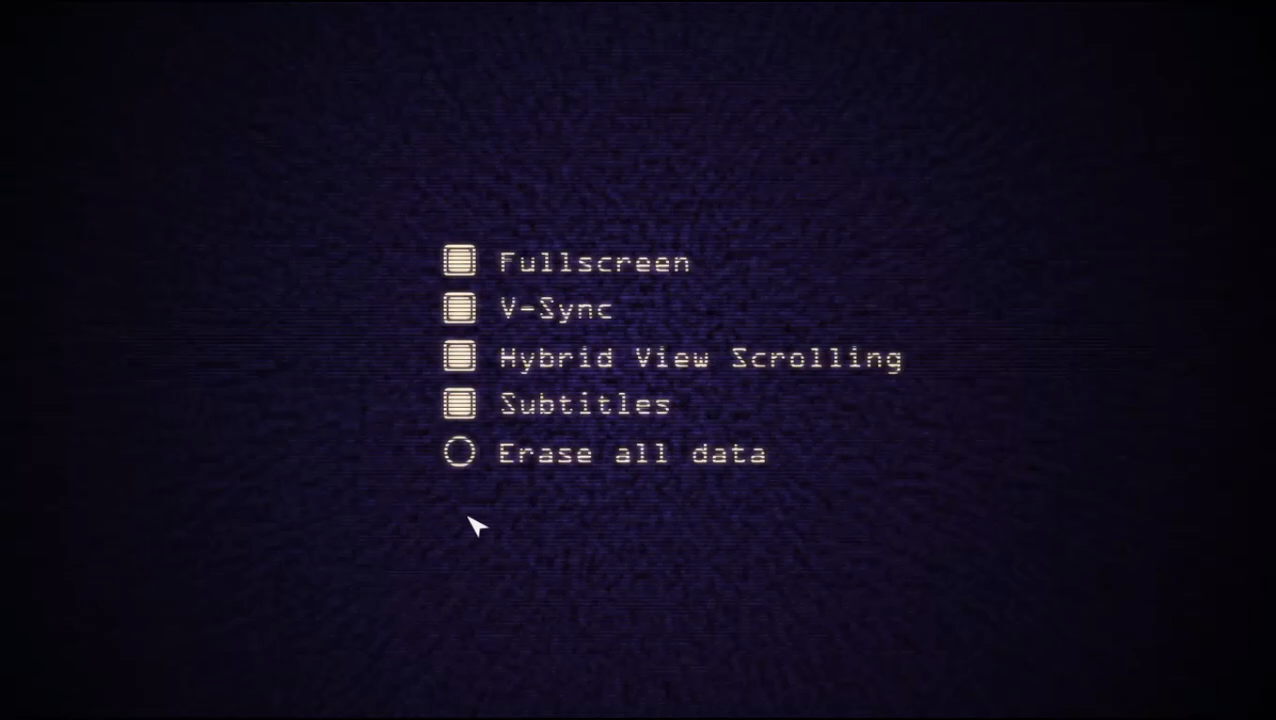 Fullscreen
V-Sync
Hybrid View Scrolling
Subtitles
Erase all data